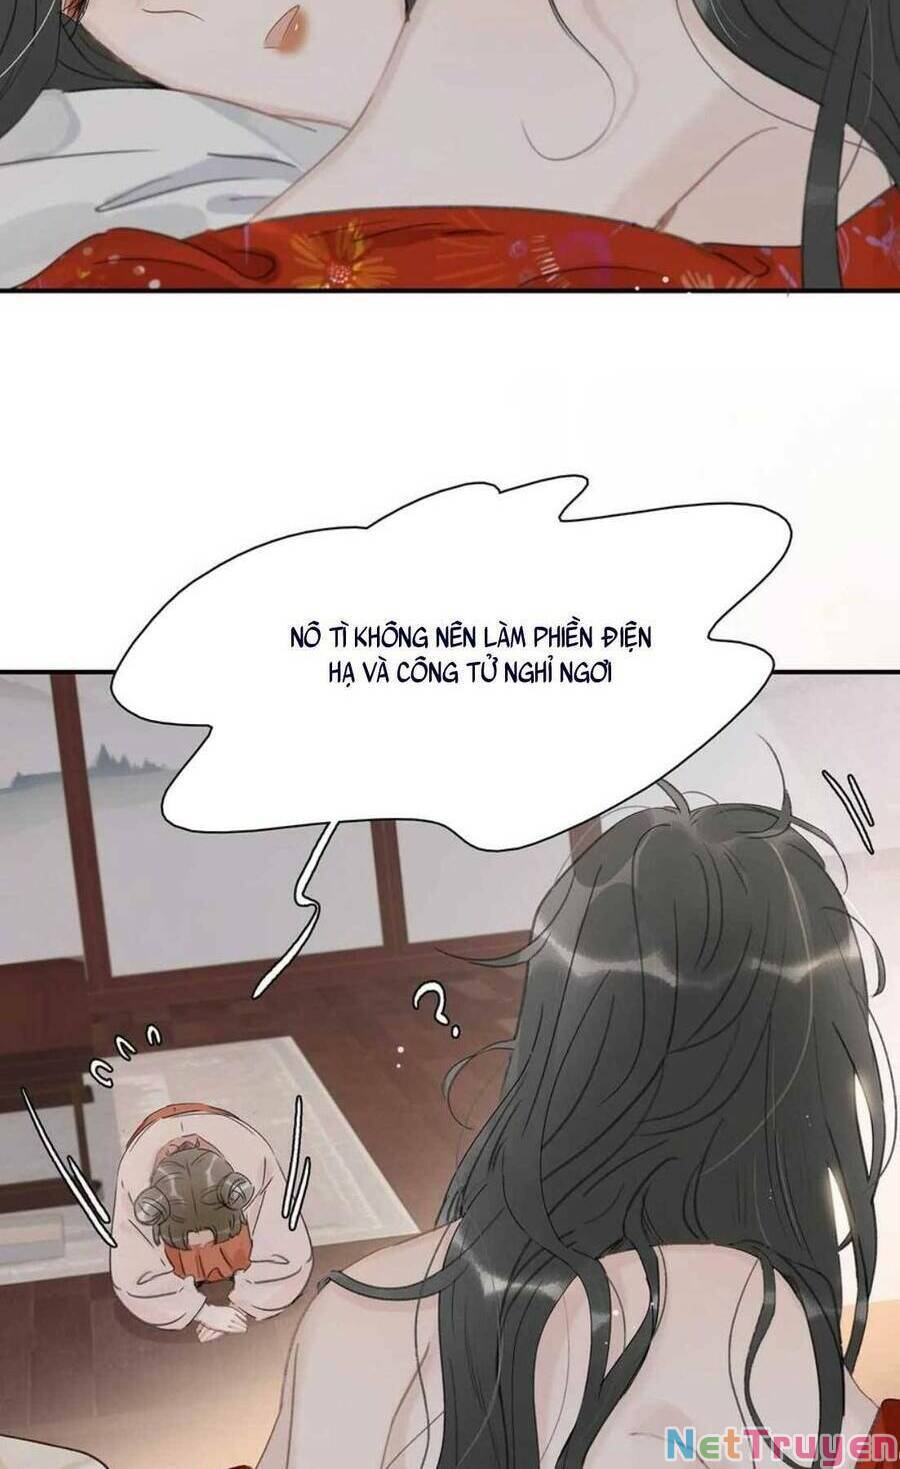 NÔ TÌ KHÔNG NÊN LÀM PHIỀN ĐIỆN
HẠ VÀ CÔNG TỬ NGHỈ NGƠI
?
NetTruyen